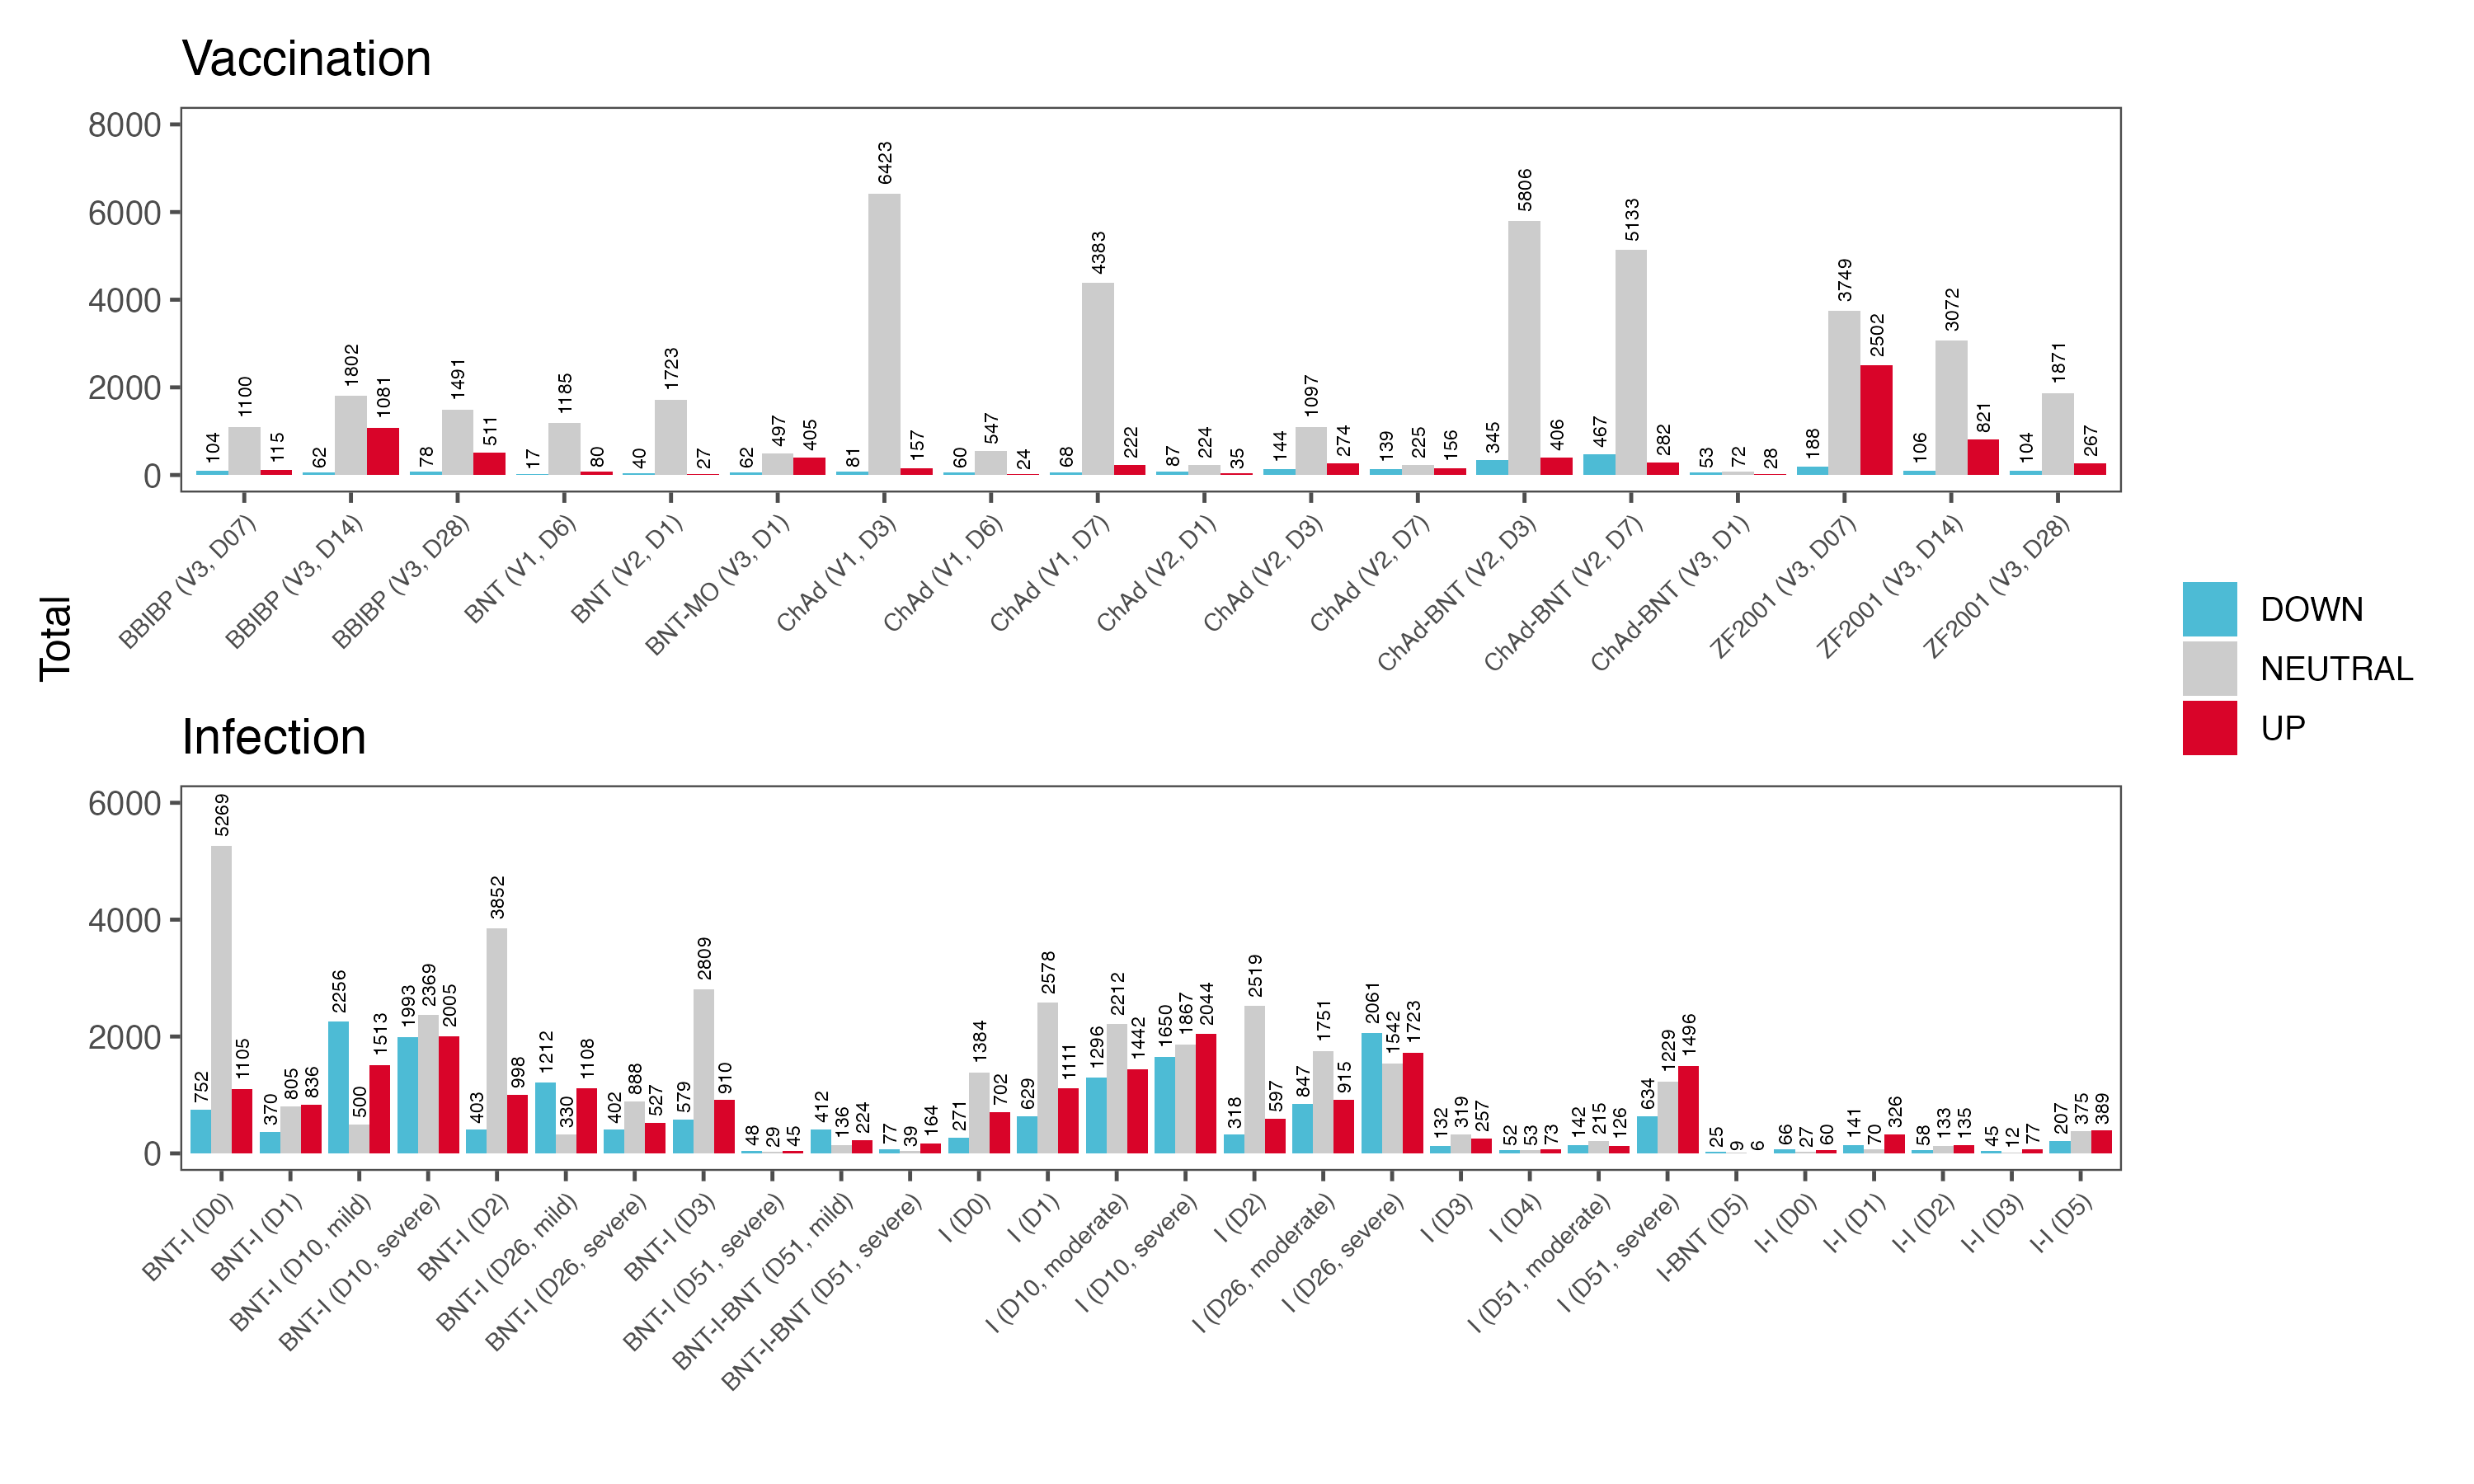 Vaccination
8000
6000
4000
2000
0
104 1100 115
62 1802 1081
78 1491 511
17 1185 80
40 1723 27
62 497 405
81 6423 157
60 547 24
68 4383 222
87 224 35
144 1097 274
139 225 156
345 5806 406
467 5133 282
53 72 28
188 3749 2502
106 3072 821
104 1871 267
BBIBP (V3, D07)
BBIBP (V3, D14)
BBIBP (V3, D28)
BNT (V1, D6)
BNT (V2, D1)
BNT-MO (V3, D1)
ChAd (V1, D3)
ChAd (V1, D6)
ChAd (V1, D7)
ChAd (V2, D1)
ChAd (V2, D3)
ChAd (V2, D7)
ChAd-BNT (V2, D3)
ChAd-BNT (V2, D7)
ChAd-BNT (V3, D1)
ZF2001 (V3, D07)
ZF2001 (V3, D14)
ZF2001 (V3, D28)
Total
DOWN
NEUTRAL
UP
Infection
6000
4000
2000
0
752 5269 1105
370 805 836
2256 500 1513
1993 2369 2005
403 3852 998
1212 330 1108
402 888 527
579 2809 910
48 29 45
412 136 224
77 39 164
271 1384 702
629 2578 1111
1296 2212 1442
1650 1867 2044
318 2519 597
847 1751 915
2061 1542 1723
132 319 257
52 53 73
142 215 126
634 1229 1496
25 9 6
66 27 60
141 70 326
58 133 135
45 12 77
207 375 389
BNT-I (D0)
BNT-I (D1)
BNT-I (D10, mild)
BNT-I (D10, severe)
BNT-I (D2)
BNT-I (D26, mild)
BNT-I (D26, severe)
BNT-I (D3)
BNT-I (D51, severe)
BNT-I-BNT (D51, mild)
BNT-I-BNT (D51, severe)
I (D0)
I (D1)
I (D10, moderate)
I (D10, severe)
I (D2)
I (D26, moderate)
I (D26, severe)
I (D3)
I (D4)
I (D51, moderate)
I (D51, severe)
I-BNT (D5)
I-I (D0)
I-I (D1)
I-I (D2)
I-I (D3)
I-I (D5)